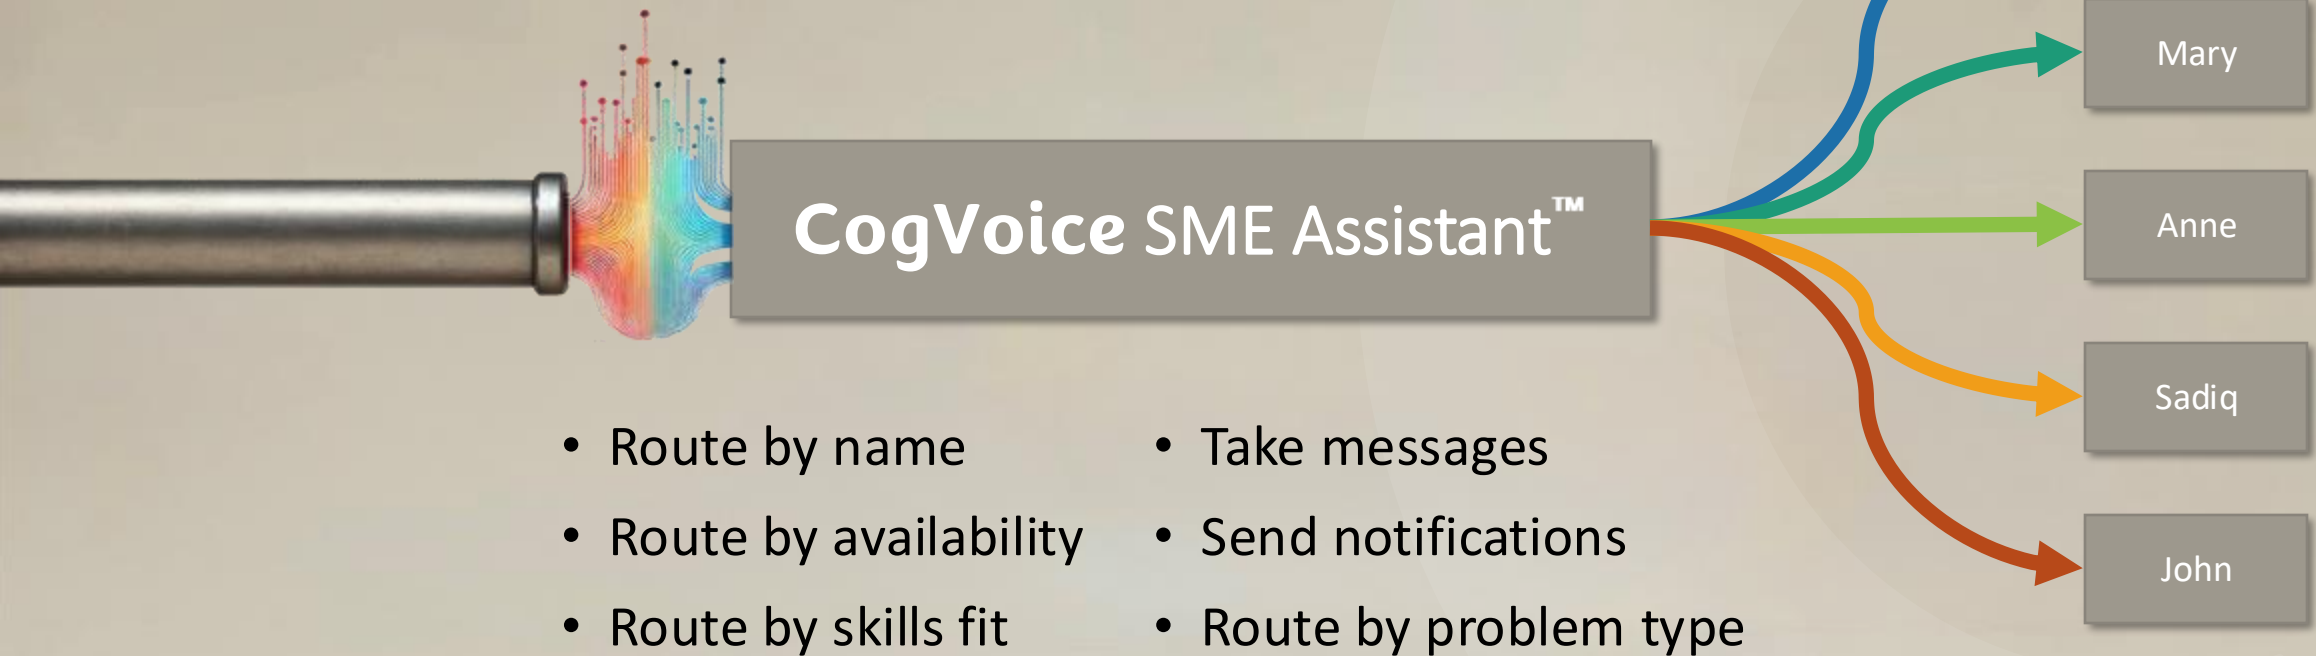 CogVoice SME Assistant™
Mary
Anne
Sadiq
John
• Route by name
• Route by availability
• Route by skills fit
• Take messages
• Send notifications
• Route by problem type